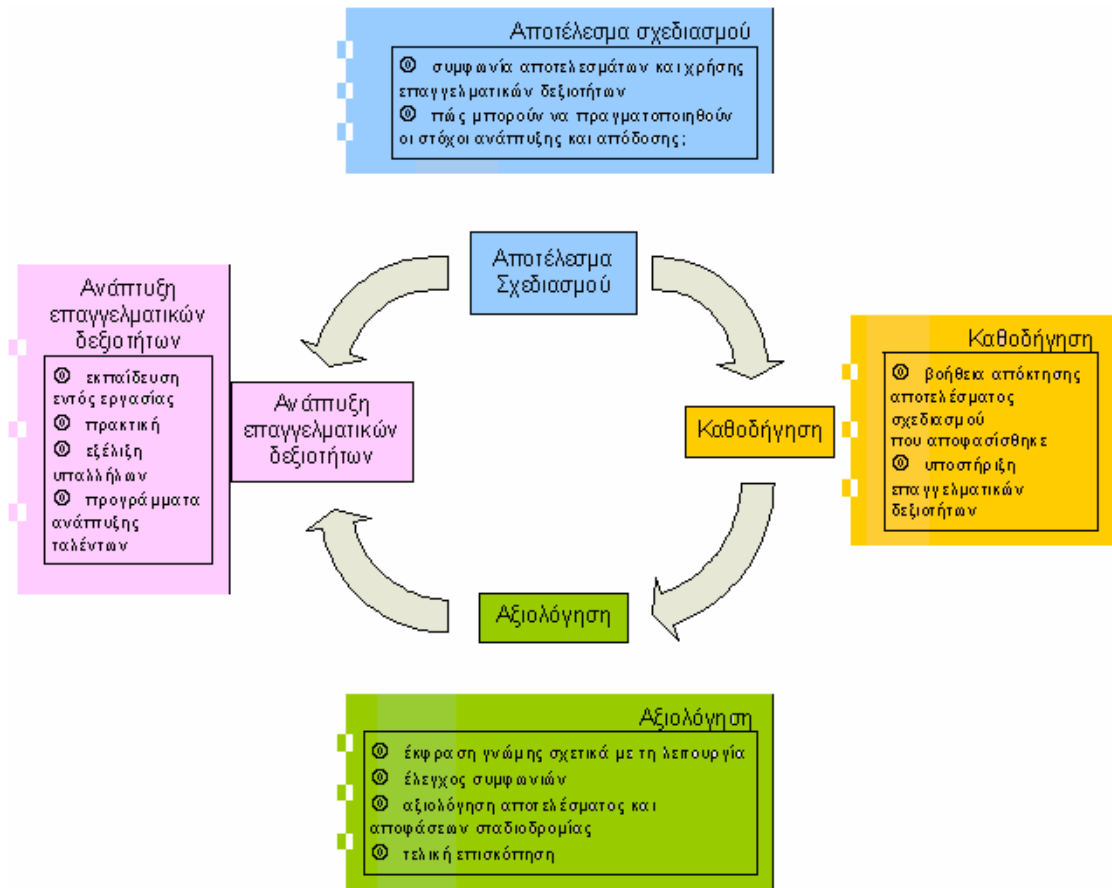 Αποτέλεσμα σχεδιασμού
συμφωνία αποτελεσμάτων και χρήσης
επαγγελματικών δεξιοτήτων
πώς μπορούν να πραγματοποιηθούν
οι στόχοι ανάπτυξης και απόδοσης;
Αποτέλεσμα
Σχεδιασμού
Ανάπτυξη
επαγγελματικών
δεξιοτήτων
εκπαίδευση
εντός εργασίας
πρακτική
εξέλιξη
υπαλλήλων
προγράμματα
ανάπτυξης
ταλέντων
Ανάπτυξη
επαγγελματικών
δεξιοτήτων
Καθοδήγηση
Καθοδήγηση
βοήθεια απόκτησης
αποτελέσματος
σχεδιασμού
που αποφασίσθηκε
υποστήριξη
επαγγελματικών
δεξιοτήτων
Αξιολόγηση
Αξιολόγηση
έκφραση γνώμης σχετικά με τη λειτουργία
έλεγχος συμφωνιών
αξιολόγηση αποτελέσματος και
αποφάσεων σταδιοδρομίας
τελική επισκόπηση